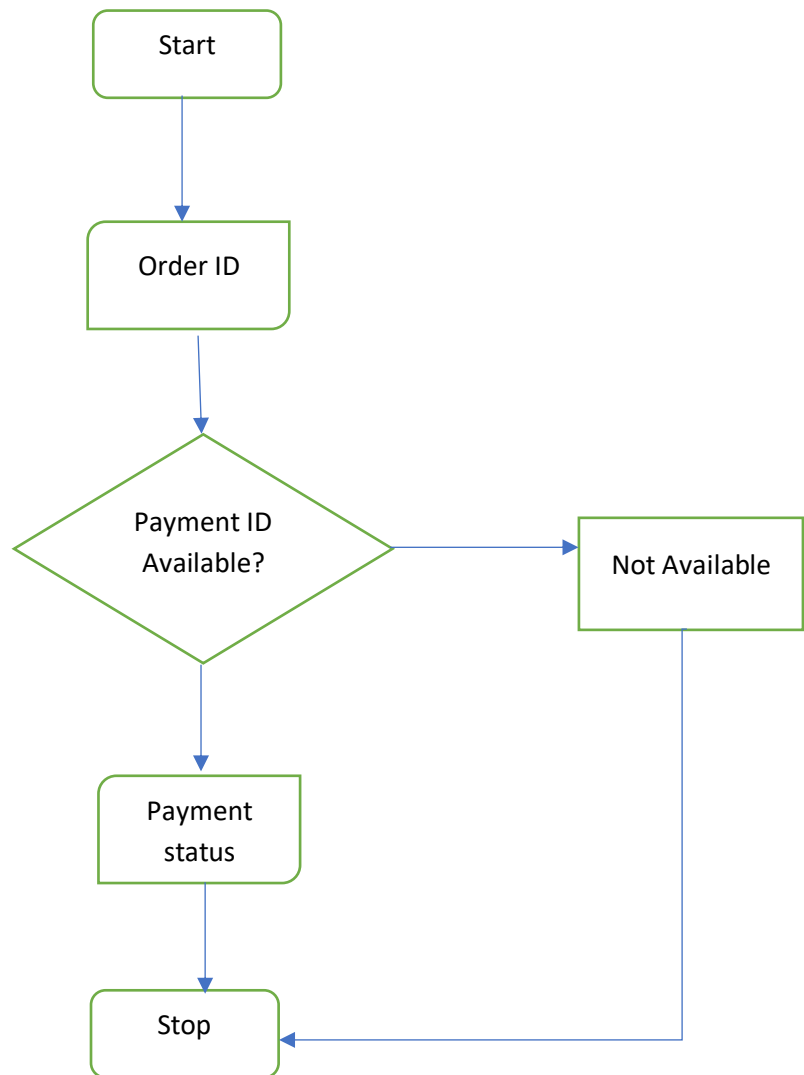 Start
Order ID
Payment ID
Available?
Not Available
Payment
status
Stop